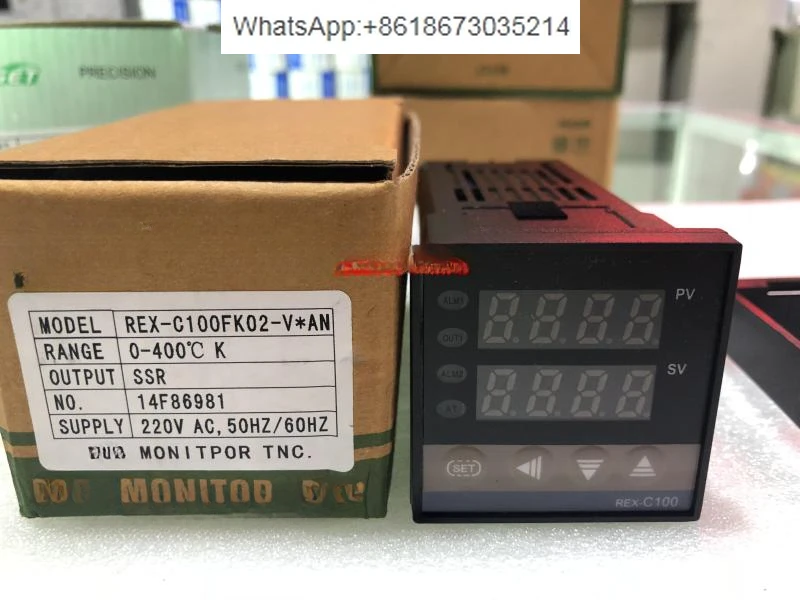 WhatsApp:+8618673035214
PRECISION
MODEL REX-C100FK02-V*AN
RANGE 0-400℃ K
OUTPUT SSR
NO. 14F86981
SUPPLY 220V AC,50HZ/60HZ
MONITPOR TNC.
MONITOD
ALM1
OUT1
ALM2
AT
PV
SV
SET
REX-C100